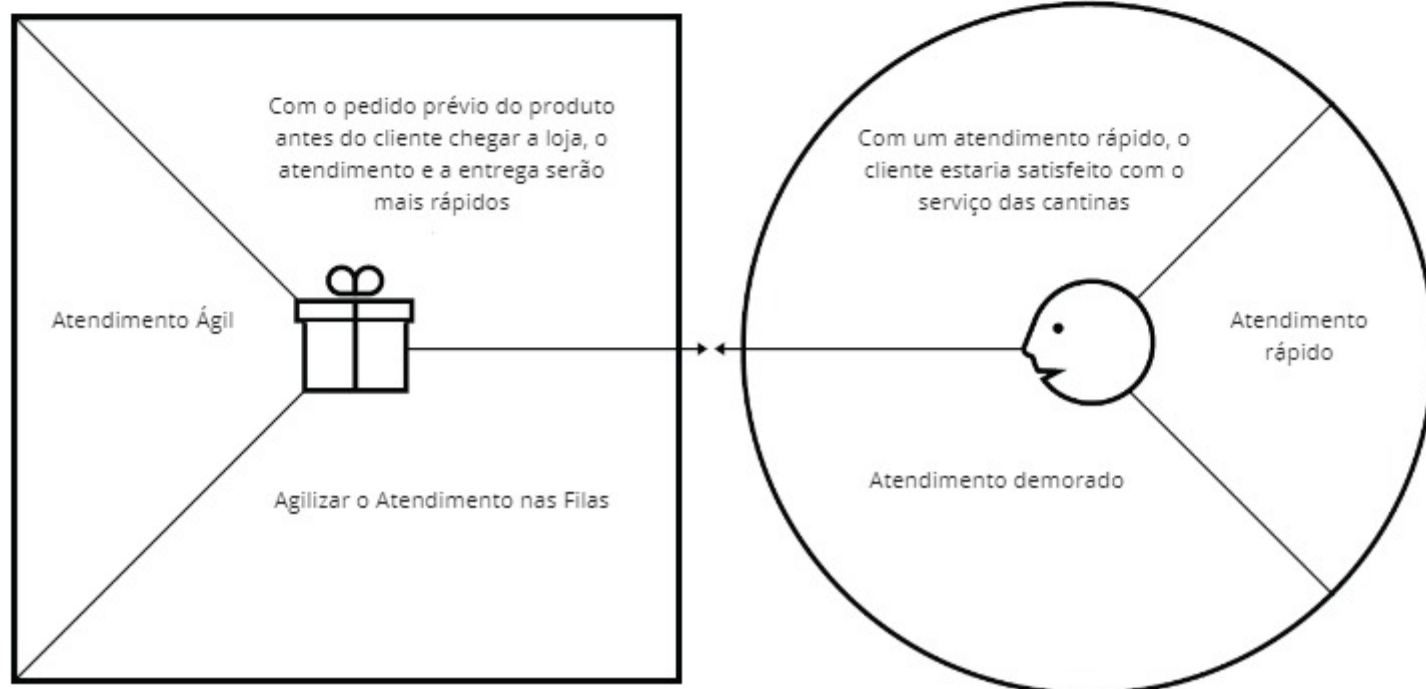 Com o pedido prévio do produto
antes do cliente chegar a loja, o
atendimento e a entrega serão
mais rápidos
Atendimento Ágil
Agilizar o Atendimento nas Filas
Com um atendimento rápido, o
cliente estaria satisfeito com o
serviço das cantinas
Atendimento
rápido
Atendimento demorado